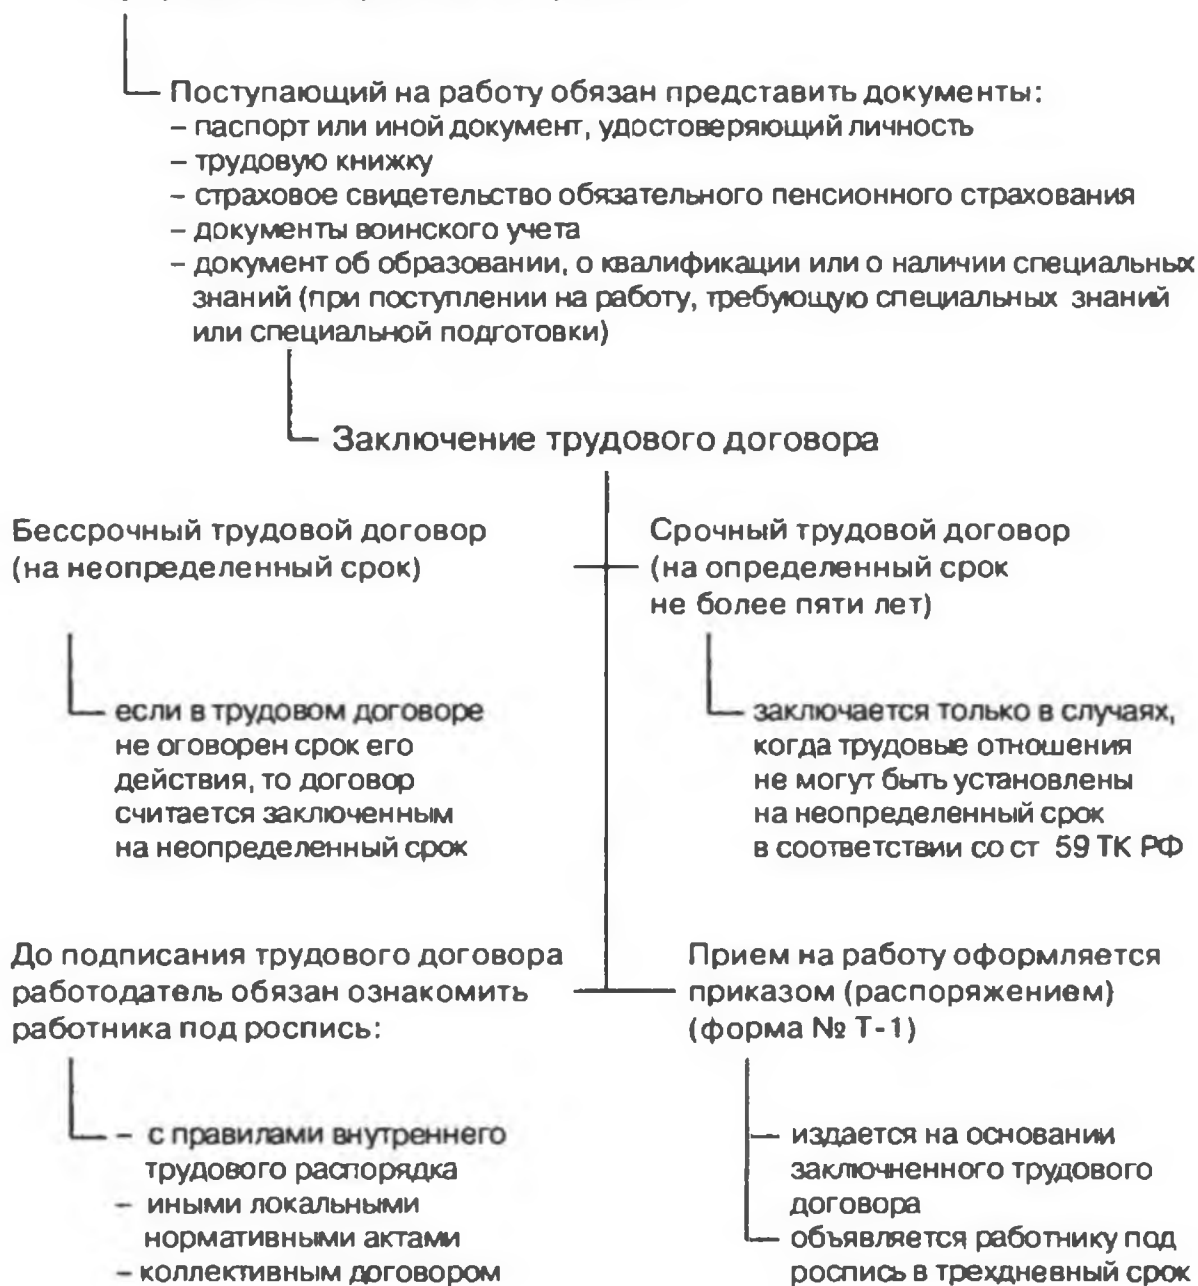 Поступающий на работу обязан представить документы:
– паспорт или иной документ, удостоверяющий личность
– трудовую книжку
– страховое свидетельство обязательного пенсионного страхования
– документы воинского учета
– документ об образовании, о квалификации или о наличии специальных
знаний (при поступлении на работу, требующую специальных знаний
или специальной подготовки)
Заключение трудового договора
Бессрочный трудовой договор
(на неопределенный срок)
если в трудовом договоре
не оговорен срок его
действия, то договор
считается заключенным
на неопределенный срок
Срочный трудовой договор
(на определенный срок
не более пяти лет)
заключается только в случаях,
когда трудовые отношения
не могут быть установлены
на неопределенный срок
в соответствии со ст 59 ТК РФ
До подписания трудового договора
работодатель обязан ознакомить
работника под роспись:
– с правилами внутреннего
трудового распорядка
– иными локальными
нормативными актами
– коллективным договором
Прием на работу оформляется
приказом (распоряжением)
(форма № Т-1)
издается на основании
заключненного трудового
договора
объявляется работнику под
роспись в трехдневный срок